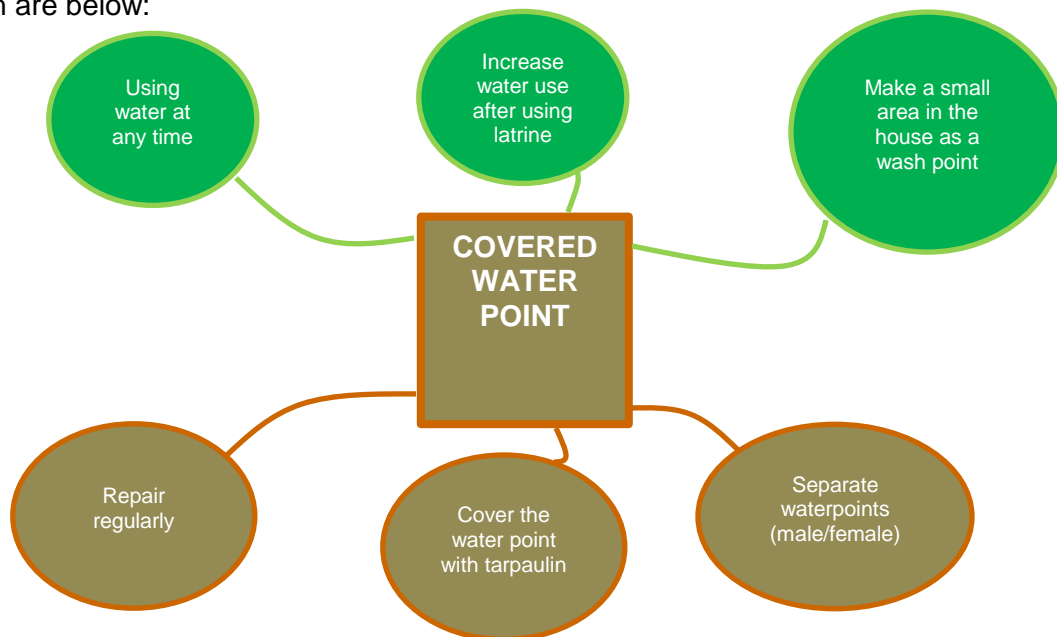 are below:
Using
water at
any time
Increase
water use
after using
latrine
Make a small
area in the
house as a
wash point
COVERED
WATER
POINT
Repair
regularly
Cover the
water point
with tarpaulin
Separate
waterpoints
(male/female)